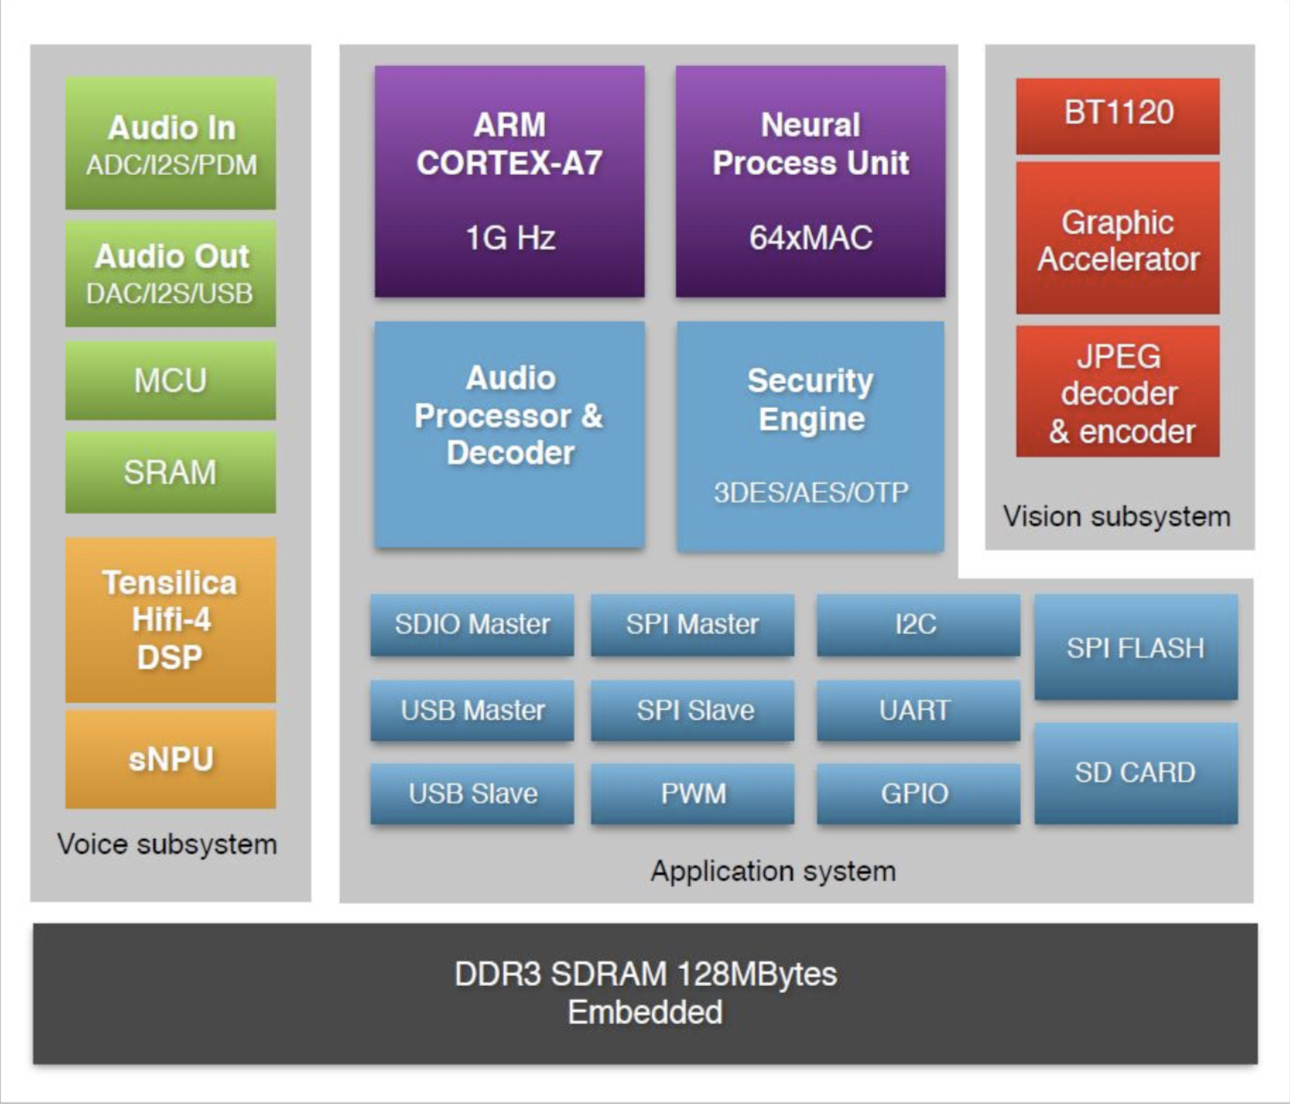 Audio In
ADC/I2S/PDM
Audio Out
DAC/I2S/USB
MCU
SRAM
Tensilica
Hifi-4
DSP
sNPU
Voice subsystem
ARM
CORTEX-A7
1G Hz
Neural
Process Unit
64xMAC
Audio
Processor &
Decoder
Security
Engine
3DES/AES/OTP
SDIO Master
SPI Master
I2C
SPI FLASH
USB Master
SPI Slave
UART
SD CARD
USB Slave
PWM
GPIO
Application system
BT1120
Graphic
Accelerator
JPEG
decoder
& encoder
Vision subsystem
DDR3 SDRAM 128MBytes
Embedded